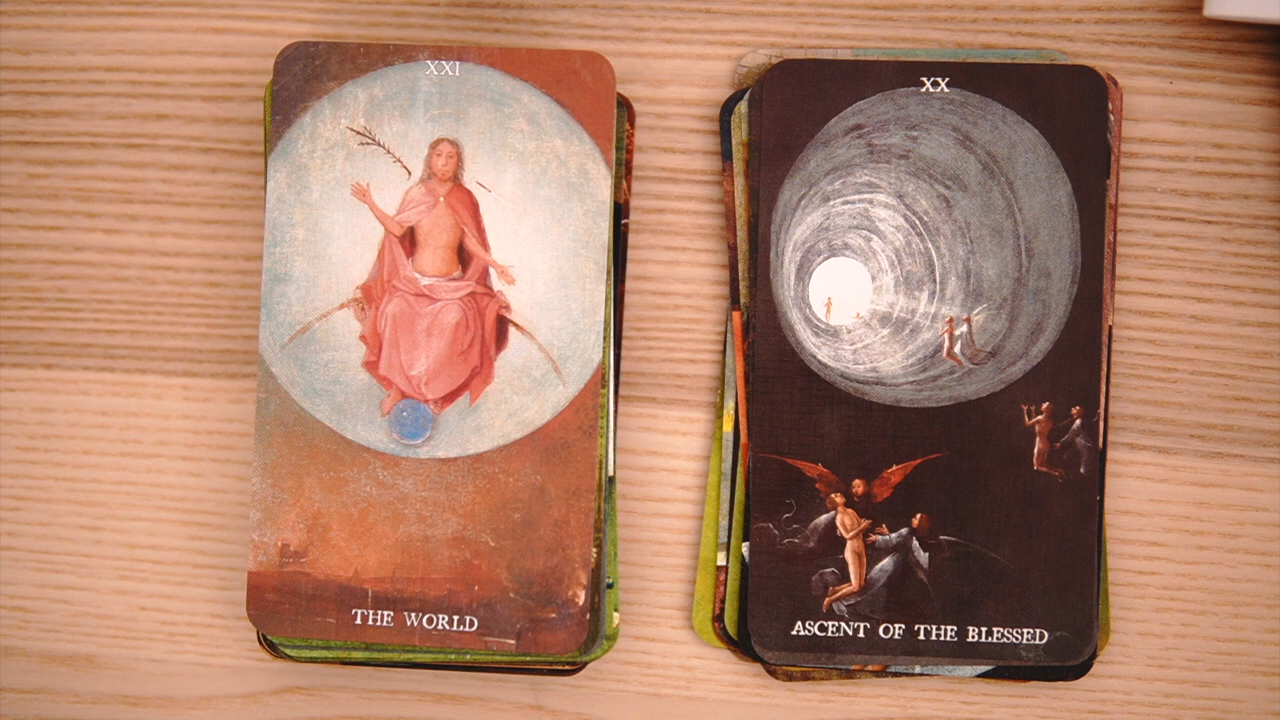 XXI
THE WORLD
XX
ASCENT OF THE BLESSED